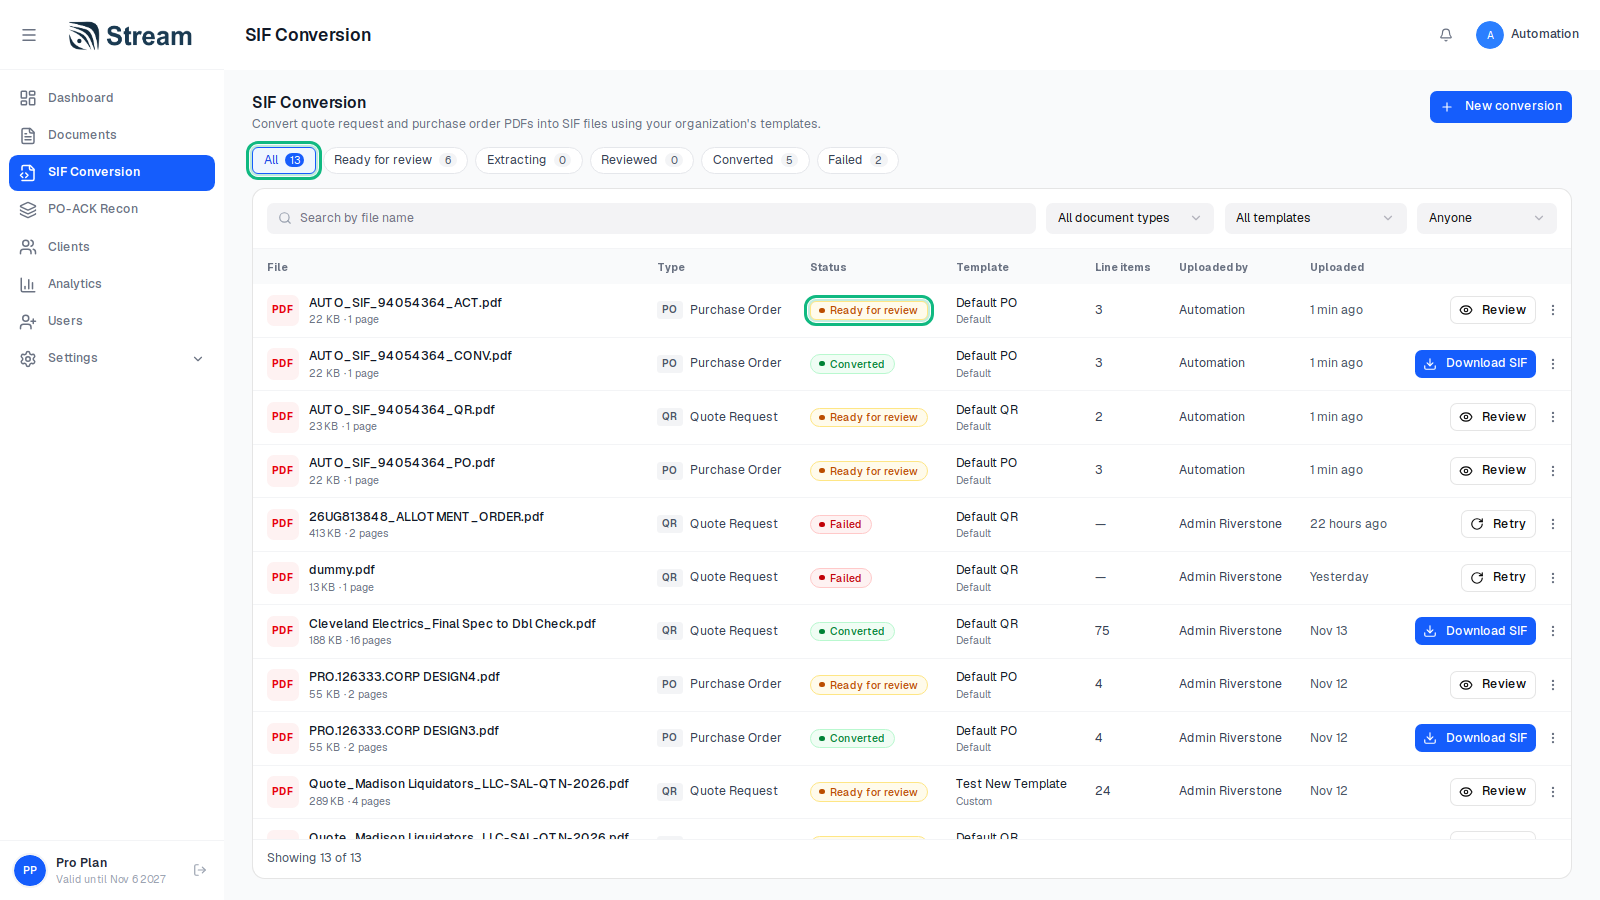 Stream
SIF Conversion
A
Automation
Dashboard
Documents
SIF Conversion
PO-ACK Recon
Clients
Analytics
Users
Settings
SIF Conversion
Convert quote request and purchase order PDFs into SIF files using your organization's templates.
New conversion
All 13
Ready for review 6
Extracting 0
Reviewed 0
Converted 5
Failed 2
Search by file name
All document types
All templates
Anyone
File Type Status Template Line items Uploaded by Uploaded
PDF AUTO_SIF_94054364_ACT.pdf PO Purchase Order Ready for review Default PO 3 Automation 1 min ago Review
22 KB · 1 page Default
PDF AUTO_SIF_94054364_CONV.pdf PO Purchase Order Converted Default PO 3 Automation 1 min ago Download SIF
22 KB · 1 page Default
PDF AUTO_SIF_94054364_QR.pdf QR Quote Request Ready for review Default QR 2 Automation 1 min ago Review
23 KB · 1 page Default
PDF AUTO_SIF_94054364_PO.pdf PO Purchase Order Ready for review Default PO 3 Automation 1 min ago Review
22 KB · 1 page Default
PDF 26UG813848_ALLOTMENT_ORDER.pdf QR Quote Request Failed Default QR — Admin Riverstone 22 hours ago Retry
413 KB · 2 pages Default
PDF dummy.pdf QR Quote Request Failed Default QR — Admin Riverstone Yesterday Retry
13 KB · 1 page Default
PDF Cleveland Electrics_Final Spec to Dbl Check.pdf QR Quote Request Converted Default QR 75 Admin Riverstone Nov 13 Download SIF
188 KB · 16 pages Default
PDF PRO.126333.CORP DESIGN4.pdf PO Purchase Order Ready for review Default PO 4 Admin Riverstone Nov 12 Review
55 KB · 2 pages Default
PDF PRO.126333.CORP DESIGN3.pdf PO Purchase Order Converted Default PO 4 Admin Riverstone Nov 12 Download SIF
55 KB · 2 pages Default
PDF Quote_Madison Liquidators_LLC-SAL-QTN-2026.pdf QR Quote Request Ready for review Test New Template 24 Admin Riverstone Nov 12 Review
289 KB · 4 pages Custom
Quote_Madison Liquidators_LLC-SAL-QTN-2026.pdf Default QR
Showing 13 of 13
PP
Pro Plan
Valid until Nov 6 2027